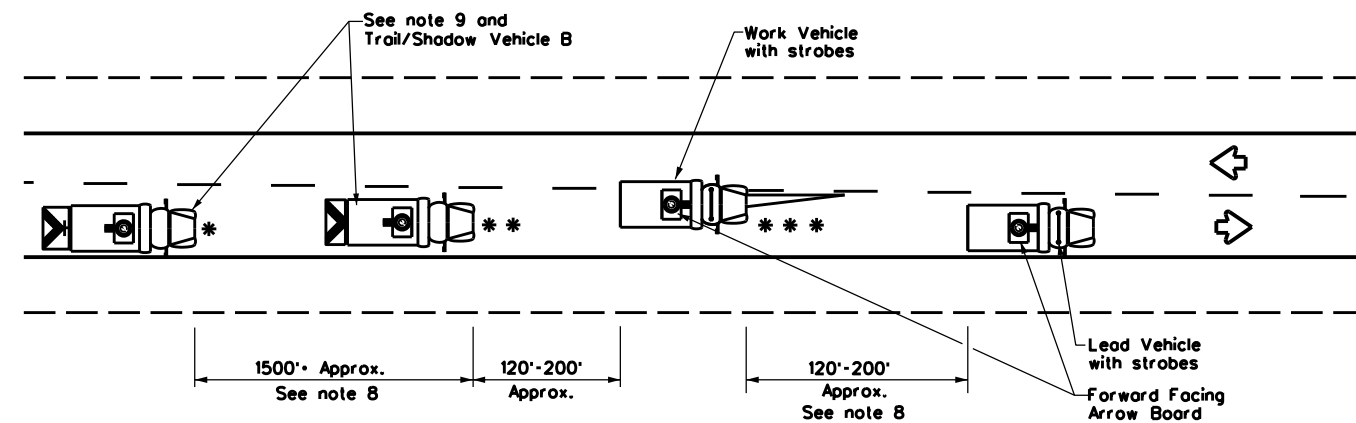 See note 9 and
Trail/Shadow Vehicle B
Work Vehicle
with strobes
*
* *
* * *
1500'+ Approx.
See note 8
120'-200'
Approx.
120'-200'
Approx.
See note 8
Lead Vehicle
with strobes
Forward Facing
Arrow Board